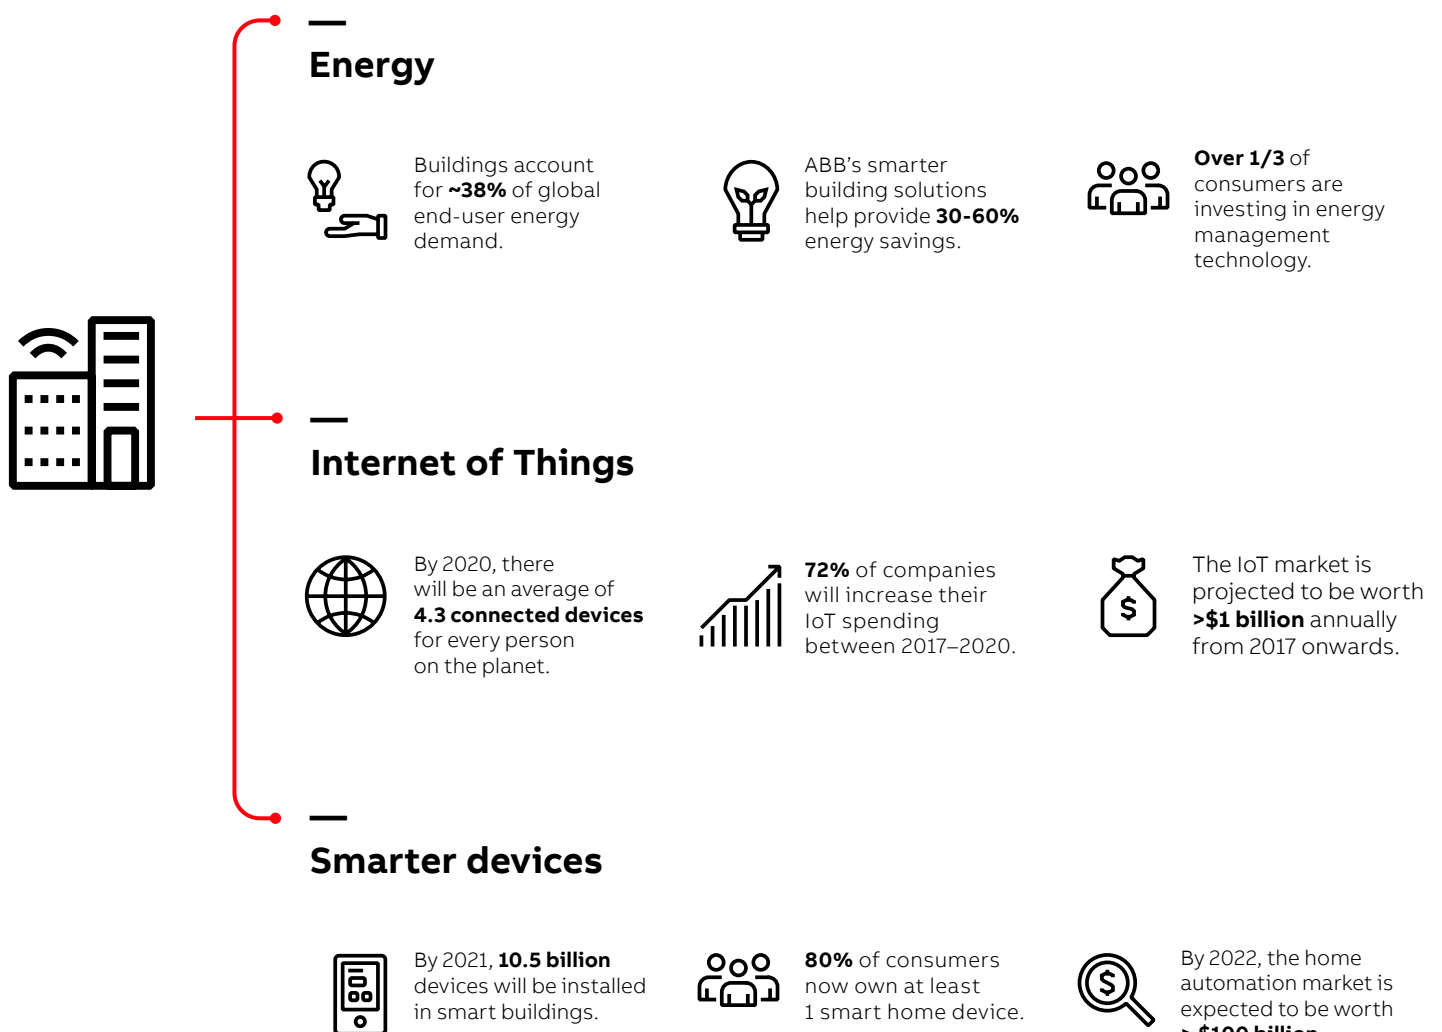 Energy
Buildings account
for ~38% of global
end-user energy
demand.
ABB’s smarter
building solutions
help provide 30-60%
energy savings.
Over 1/3 of
consumers are
investing in energy
management
technology.
Internet of Things
By 2020, there
will be an average of
4.3 connected devices
for every person
on the planet.
72% of companies
will increase their
IoT spending
between 2017–2020.
The IoT market is
projected to be worth
>$1 billion annually
from 2017 onwards.
Smarter devices
By 2021, 10.5 billion
devices will be installed
in smart buildings.
80% of consumers
now own at least
1 smart home device.
By 2022, the home
automation market is
expected to be worth
> $100 billion